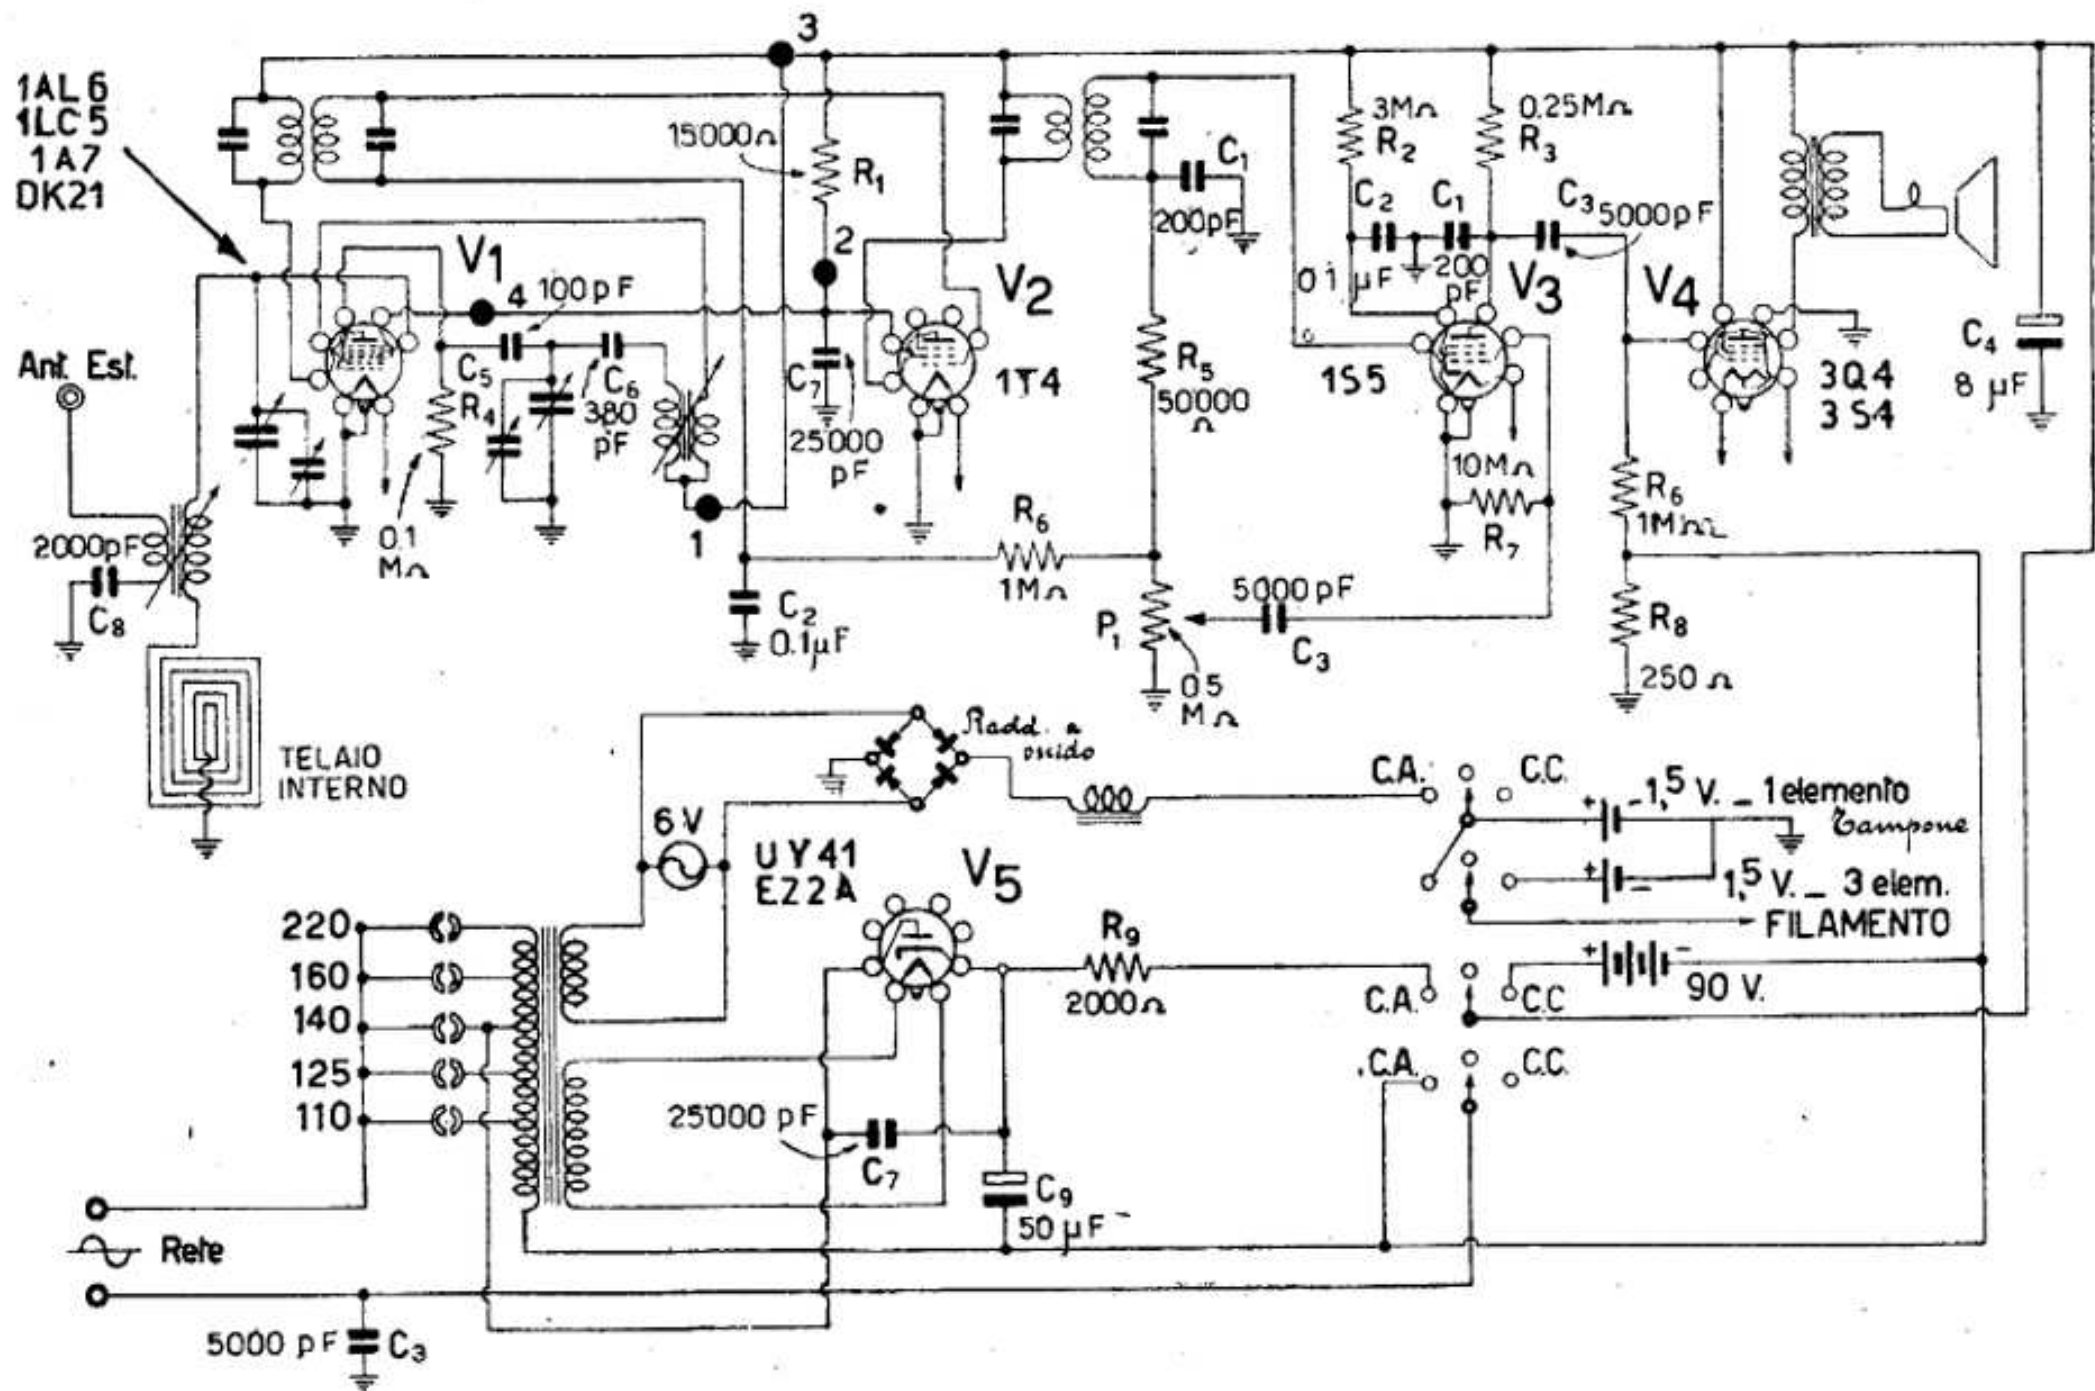 3
1AL6
1LC5
1A7
DK21
15000Ω
R1
C1
200pF
3MΩ
R2
0.25MΩ
R3
C2
C1
C3
5000pF
0.1 µF
200
pF
V1
4
100pF
2
V2
V3
V4
Ant. Est.
C5
R4
C6
380
pF
C7
25000
pF
1T4
R5
50000
Ω
1S5
3Q4
3S4
C4
8 µF
10MΩ
R7
R6
1MΩ
2000pF
C8
0.1
MΩ
1
R6
1MΩ
C2
0.1µF
P1
0.5
MΩ
5000pF
C3
R8
250Ω
TELAIO
INTERNO
Radd. a
ossido
C.A.
C.C.
+
-1,5 V. _ 1 elemento
Tampone
6V
UY41
EZ2A
V5
+
-
1,5 V. _ 3 elem.
FILAMENTO
220
160
140
125
110
R9
2000Ω
C.A.
C.C
+
-
90 V.
C.A.
C.C.
25000 pF
C7
C9
50 µF
Rete
5000 pF
C3